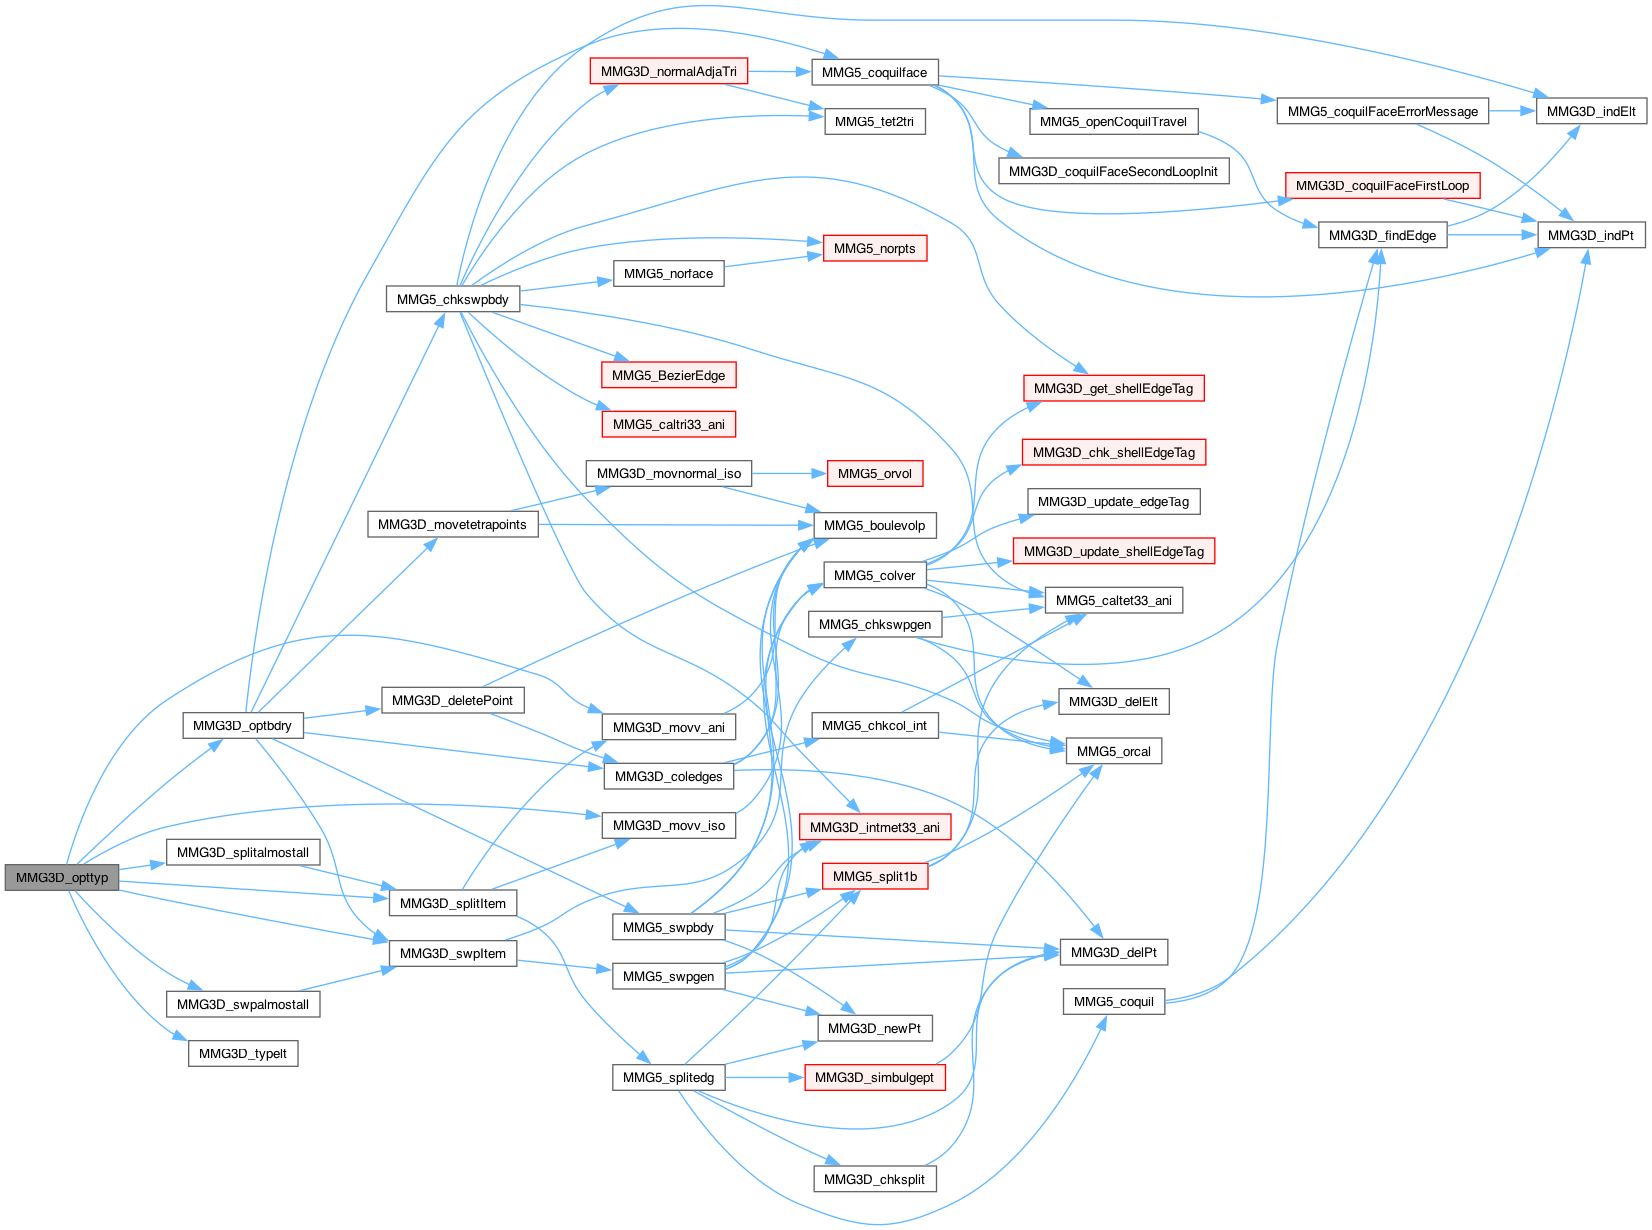 MMG3D_normalAdjaTri
MMG5_coquilface
MMG5_tet2tri
MMG5_openCoquilTravel
MMG5_coquilFaceErrorMessage
MMG3D_indElt
MMG3D_coquilFaceSecondLoopInit
MMG3D_coquilFaceFirstLoop
MMG3D_findEdge
MMG3D_indPt
MMG5_norpts
MMG5_norface
MMG5_chkswpbdy
MMG5_BezierEdge
MMG3D_get_shellEdgeTag
MMG5_caltri33_ani
MMG3D_chk_shellEdgeTag
MMG3D_movnormal_iso
MMG5_orvol
MMG3D_update_edgeTag
MMG3D_movetetrapoints
MMG5_boulevolp
MMG3D_update_shellEdgeTag
MMG5_colver
MMG5_caltet33_ani
MMG5_chkswpgen
MMG3D_deletePoint
MMG3D_delElt
MMG3D_optbdry
MMG3D_movv_ani
MMG5_chkcol_int
MMG5_orcal
MMG3D_coledges
MMG3D_movv_iso
MMG3D_intmet33_ani
MMG3D_splitalmostall
MMG3D_opttyp
MMG5_split1b
MMG3D_splitItem
MMG5_swpbdy
MMG3D_swpItem
MMG3D_delPt
MMG5_swpgen
MMG3D_swpalmostall
MMG5_coquil
MMG3D_newPt
MMG3D_typelt
MMG5_splitedg
MMG3D_simbulgept
MMG3D_chksplit